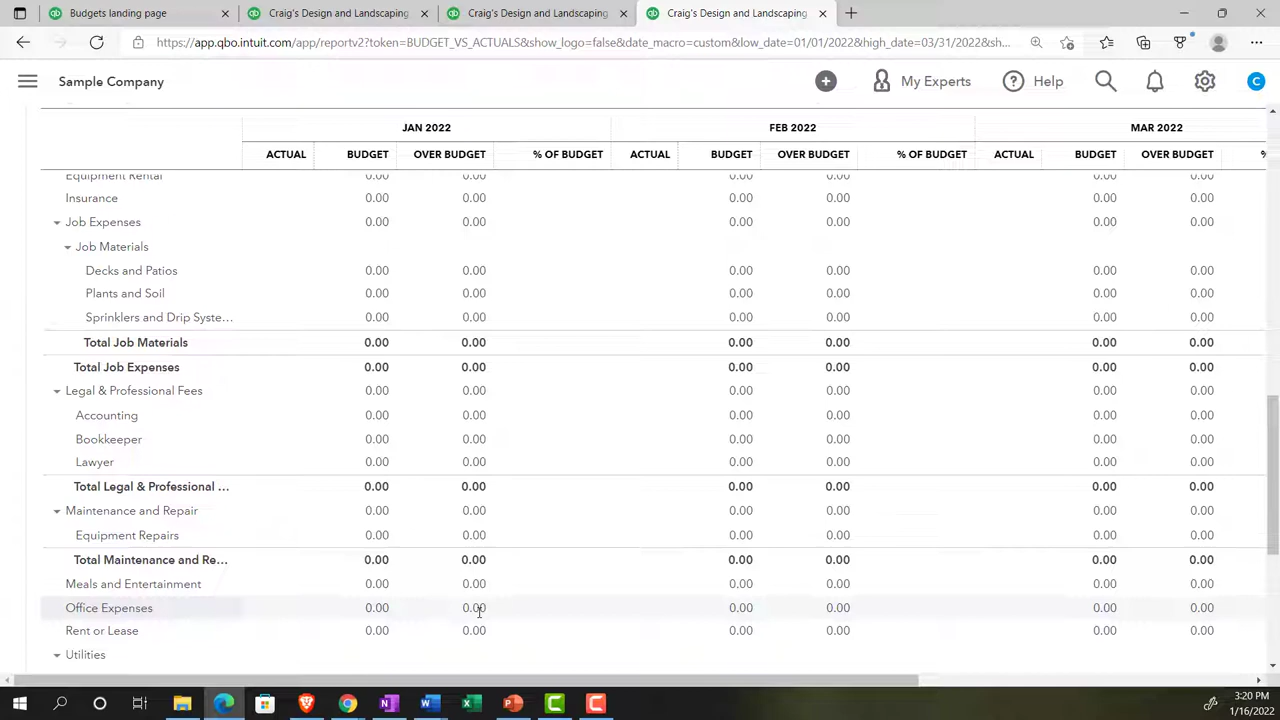 Budgets landing page
Craig's Design and Landscaping
Craig's Design and Landscaping
Craig's Design and Landscaping
https://app.qbo.intuit.com/app/reportv2?token=BUDGET_VS_ACTUALS&show_logo=false&date_macro=custom&low_date=01/01/2022&high_date=03/31/2022&sh...
Sample Company
My Experts
Help
C
JAN 2022 FEB 2022 MAR 2022
ACTUAL BUDGET OVER BUDGET % OF BUDGET ACTUAL BUDGET OVER BUDGET % OF BUDGET ACTUAL BUDGET OVER BUDGET %
Equipment Rental 0.00 0.00 0.00 0.00 0.00 0.00
Insurance 0.00 0.00 0.00 0.00 0.00 0.00
Job Expenses 0.00 0.00 0.00 0.00 0.00 0.00
Job Materials
Decks and Patios 0.00 0.00 0.00 0.00 0.00 0.00
Plants and Soil 0.00 0.00 0.00 0.00 0.00 0.00
Sprinklers and Drip Syste... 0.00 0.00 0.00 0.00 0.00 0.00
Total Job Materials 0.00 0.00 0.00 0.00 0.00 0.00
Total Job Expenses 0.00 0.00 0.00 0.00 0.00 0.00
Legal & Professional Fees 0.00 0.00 0.00 0.00 0.00 0.00
Accounting 0.00 0.00 0.00 0.00 0.00 0.00
Bookkeeper 0.00 0.00 0.00 0.00 0.00 0.00
Lawyer 0.00 0.00 0.00 0.00 0.00 0.00
Total Legal & Professional ... 0.00 0.00 0.00 0.00 0.00 0.00
Maintenance and Repair 0.00 0.00 0.00 0.00 0.00 0.00
Equipment Repairs 0.00 0.00 0.00 0.00 0.00 0.00
Total Maintenance and Re... 0.00 0.00 0.00 0.00 0.00 0.00
Meals and Entertainment 0.00 0.00 0.00 0.00 0.00 0.00
Office Expenses 0.00 0.00 0.00 0.00 0.00 0.00
Rent or Lease 0.00 0.00 0.00 0.00 0.00 0.00
Utilities
3:20 PM
1/16/2022